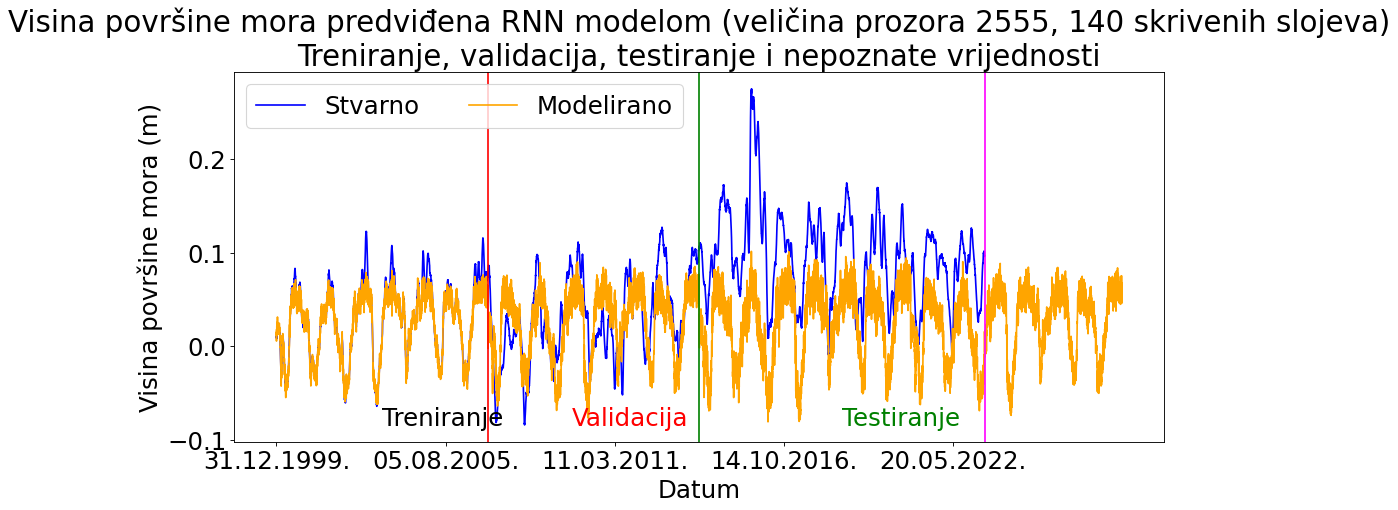 Visina površine mora predviđena RNN modelom (veličina prozora 2555, 140 skrivenih slojeva)
Treniranje, validacija, testiranje i nepoznate vrijednosti
Stvarno Modelirano
Visina površine mora (m)
0.2
0.1
0.0
−0.1
Treniranje Validacija Testiranje
31.12.1999. 05.08.2005. 11.03.2011. 14.10.2016. 20.05.2022.
Datum